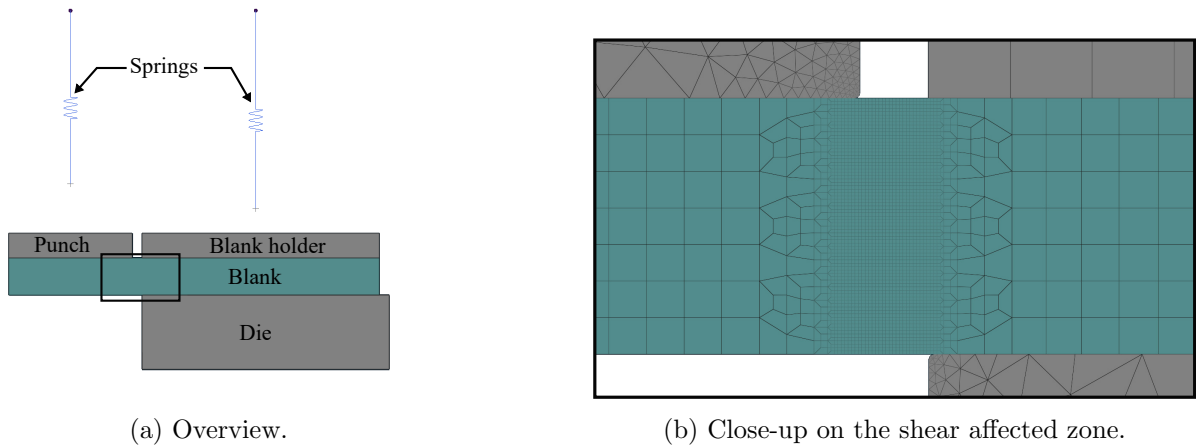 Springs
Punch
Blank holder
Blank
Die
(a) Overview.
(b) Close-up on the shear affected zone.